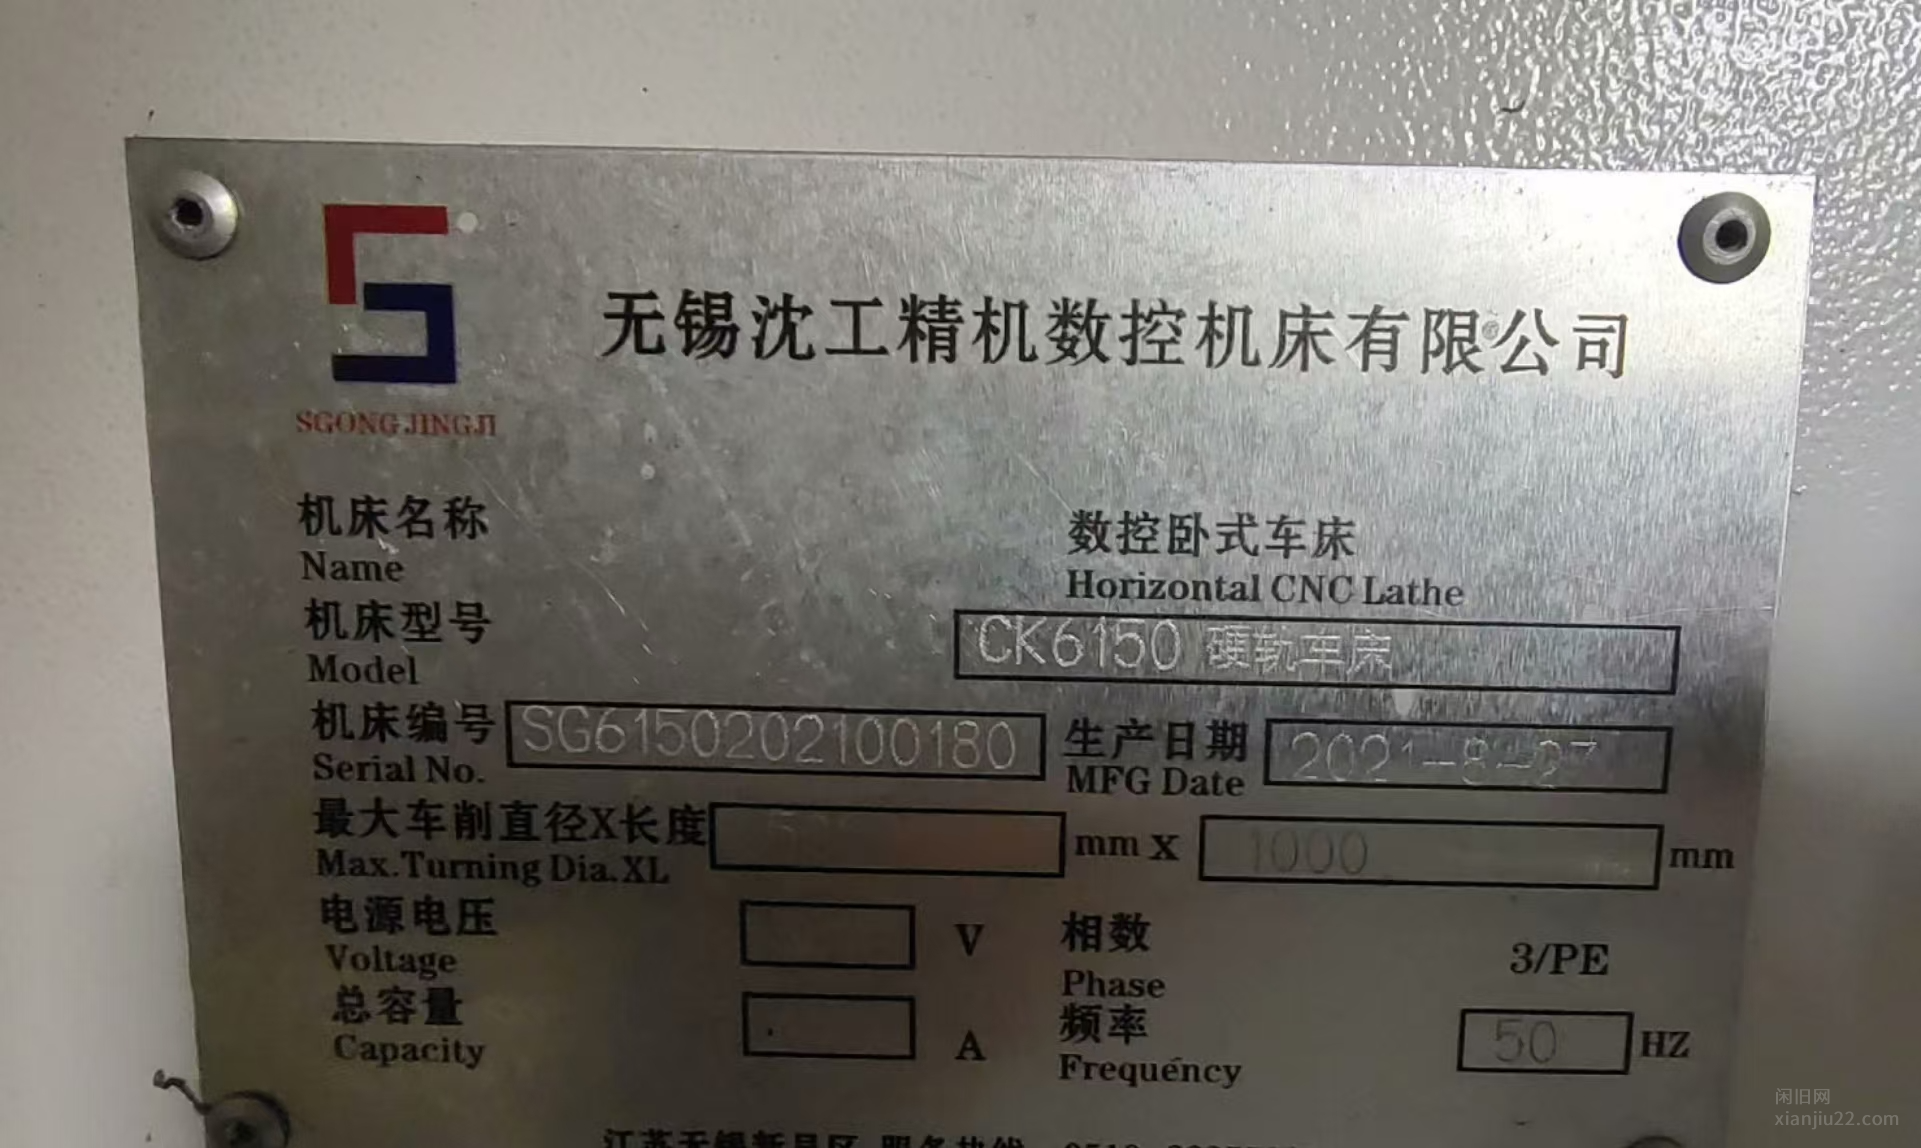 无锡沈工精机数控机床有限公司
SGONG JINGJI
机床名称 数控卧式车床
Name Horizontal CNC Lathe
机床型号 CK6150 硬轨车床
Model
机床编号 SG6150202100180 生产日期 2021-8-27
Serial No. MFG Date
最大车削直径X长度 mm X 1000 mm
Max.Turning Dia.XL
电源电压 V 相数 3/PE
Voltage Phase
总容量 A 频率 50 HZ
Capacity Frequency
闲旧网
xianjiu22.com